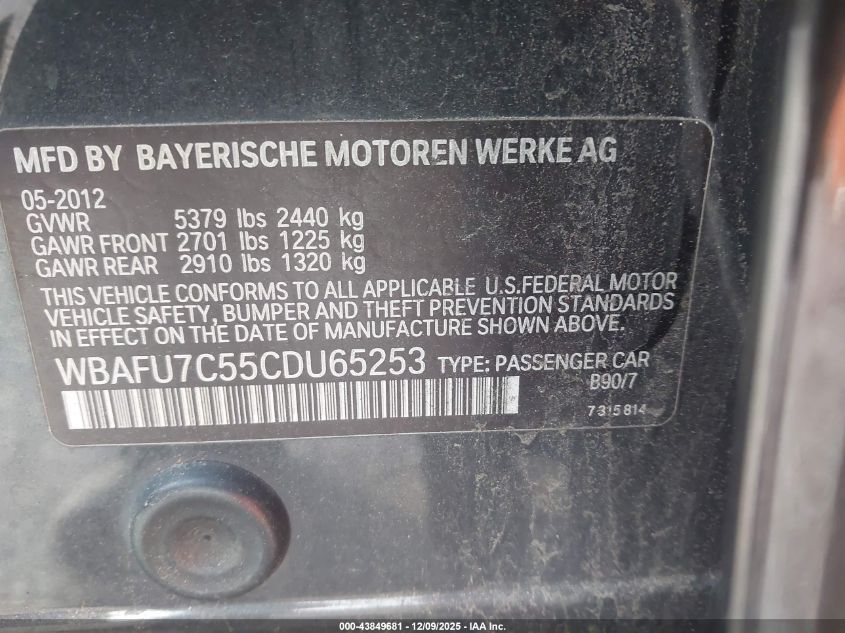 MFD BY BAYERISCHE MOTOREN WERKE AG
05-2012
GVWR 5379 lbs 2440 kg
GAWR FRONT 2701 lbs 1225 kg
GAWR REAR 2910 lbs 1320 kg
THIS VEHICLE CONFORMS TO ALL APPLICABLE U.S.FEDERAL MOTOR
VEHICLE SAFETY, BUMPER AND THEFT PREVENTION STANDARDS
IN EFFECT ON THE DATE OF MANUFACTURE SHOWN ABOVE.
WBAFU7C55CDU65253 TYPE: PASSENGER CAR
B90/7
7 315 814
000-43849681 - 12/09/2025 - IAA Inc.